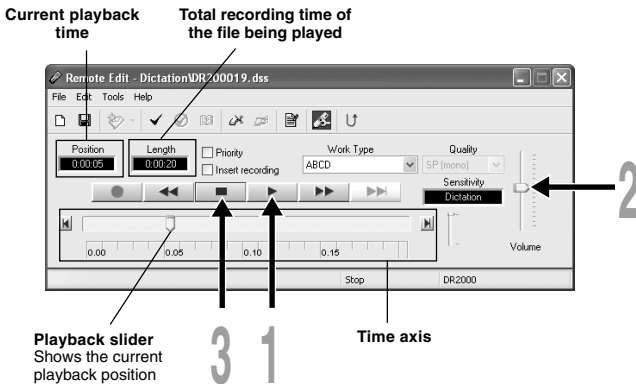 Current playback
time
Total recording time of
the file being played
Remote Edit - Dictation\DR200019.dss
File Edit Tools Help
Position
Length
Priority
Insert recording
Work Type
Quality
0:00:05
0:00:20
ABCD
SP (mono)
Sensitivity
Dictation
2
Volume
0.00 0.05 0.10 0.15
Stop
DR2000
Playback slider
Shows the current
playback position
3
1
Time axis